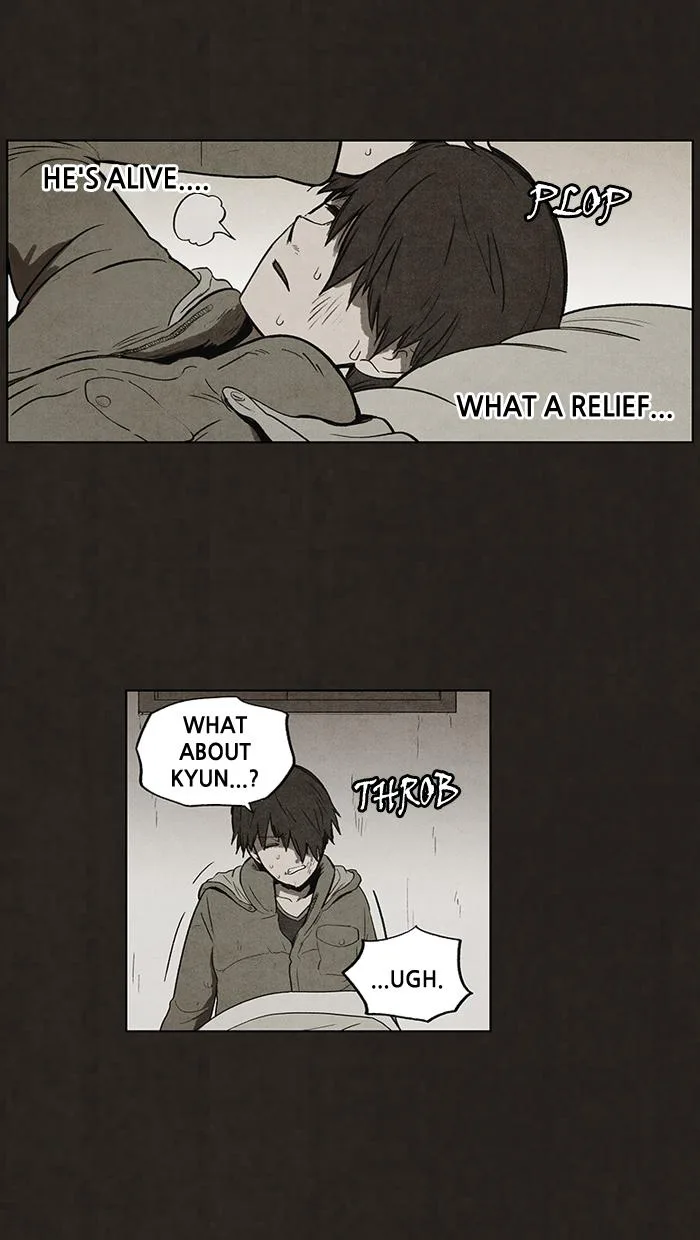 HE'S ALIVE....
PLOP
WHAT A RELIEF...
WHAT
ABOUT
KYUN...?
THROB
...UGH.